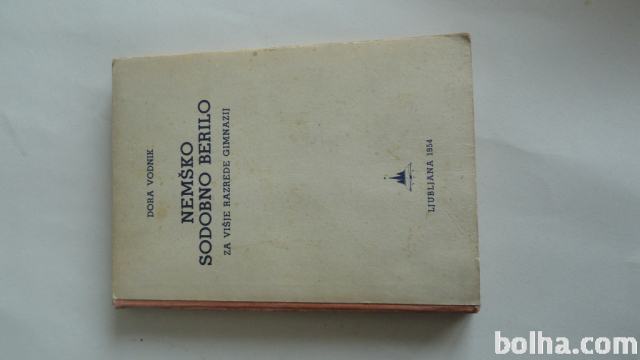 DORA VODNIK
NEMŠKO
SODOBNO BERILO
ZA VIŠJE RAZREDE GIMNAZIJ
LJUBLJANA 1954
bolha.com